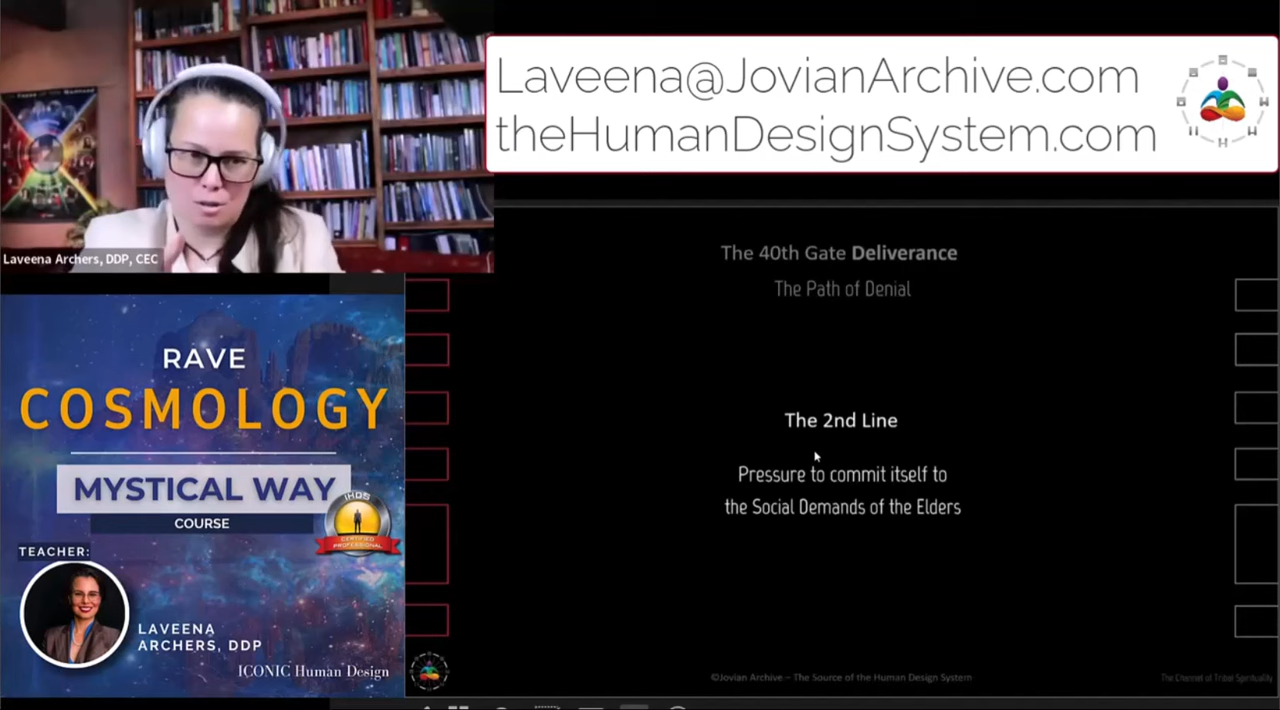 Laveena@JovianArchive.com
theHumanDesignSystem.com
Laveena Archers, DDP, CEC
The 40th Gate Deliverance
The Path of Denial
The 2nd Line
Pressure to commit itself to
the Social Demands of the Elders
RAVE
COSMOLOGY
MYSTICAL WAY
COURSE
IHDS
CERTIFIED
PROFESSIONAL
TEACHER:
LAVEENA
ARCHERS, DDP
ICONIC Human Design
©Jovian Archive – The Source of the Human Design System
The Channel of Tribal Spirituality